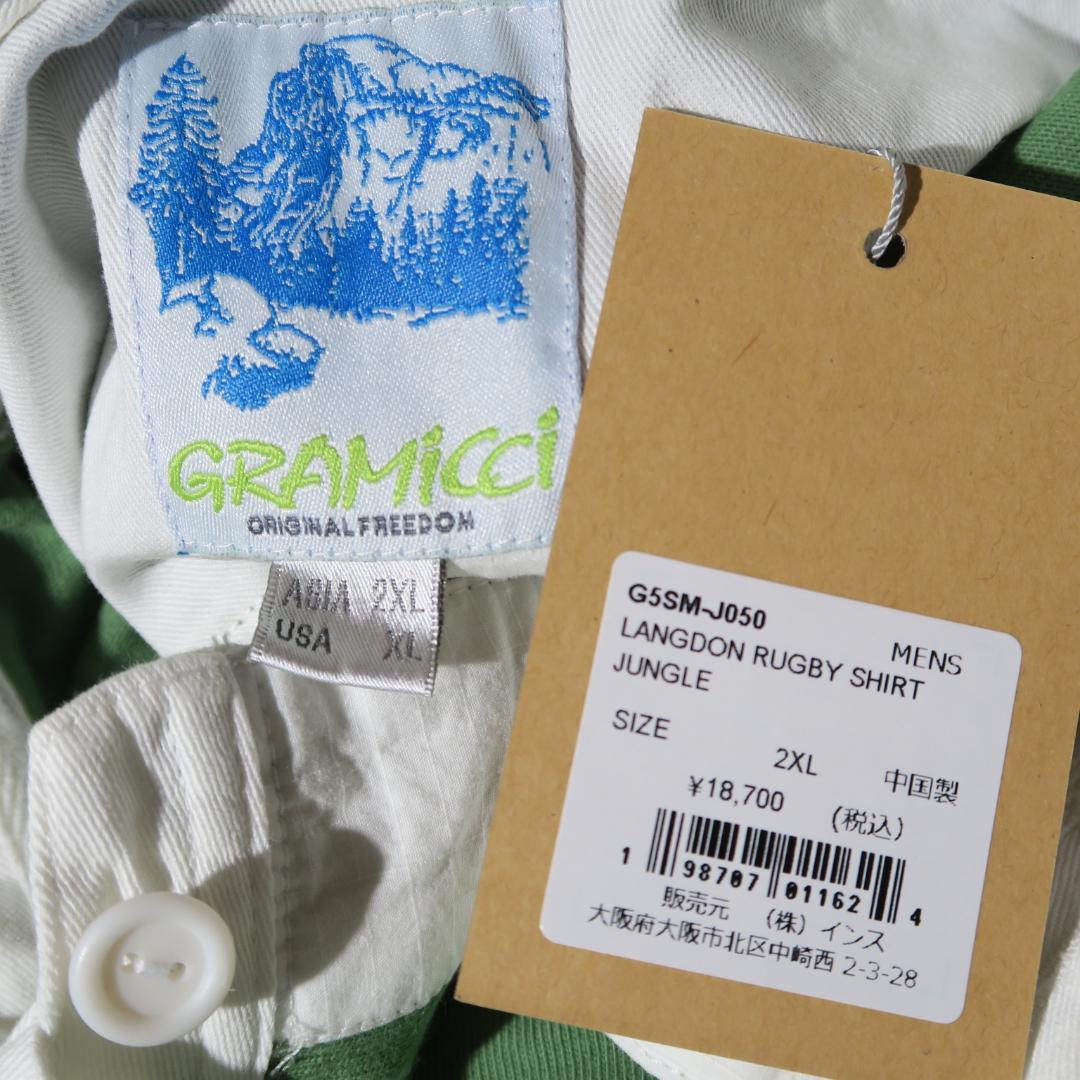 GRAMiCCi
ORIGINAL FREEDOM
ASIA 2XL
USA XL
G5SM-J050
MENS
LANGDON RUGBY SHIRT
JUNGLE
SIZE
2XL
中国製
¥18,700
(税込)
1 98707 01162 4
販売元 (株) インス
大阪府大阪市北区中崎西 2-3-28